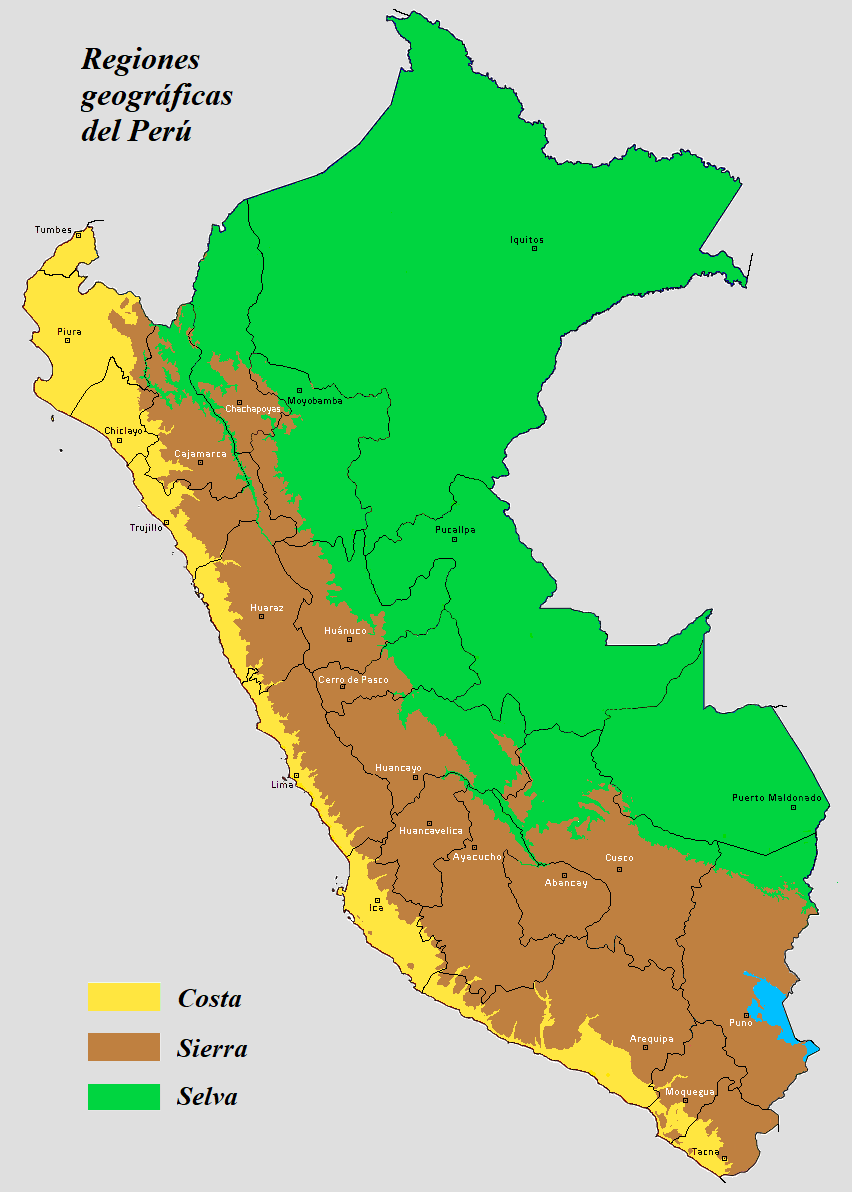 Regiones
geográficas
del Perú
Tumbes
Iquitos
Piura
Moyobamba
Chachapoyas
Chiclayo
Cajamarca
Trujillo
Pucallpa
Huaraz
Huánuco
Cerro de Pasco
Huancayo
Lima
Puerto Maldonado
Huancavelica
Ayacucho
Cusco
Abancay
Ica
Costa
Puno
Sierra
Arequipa
Moquegua
Selva
Tacna